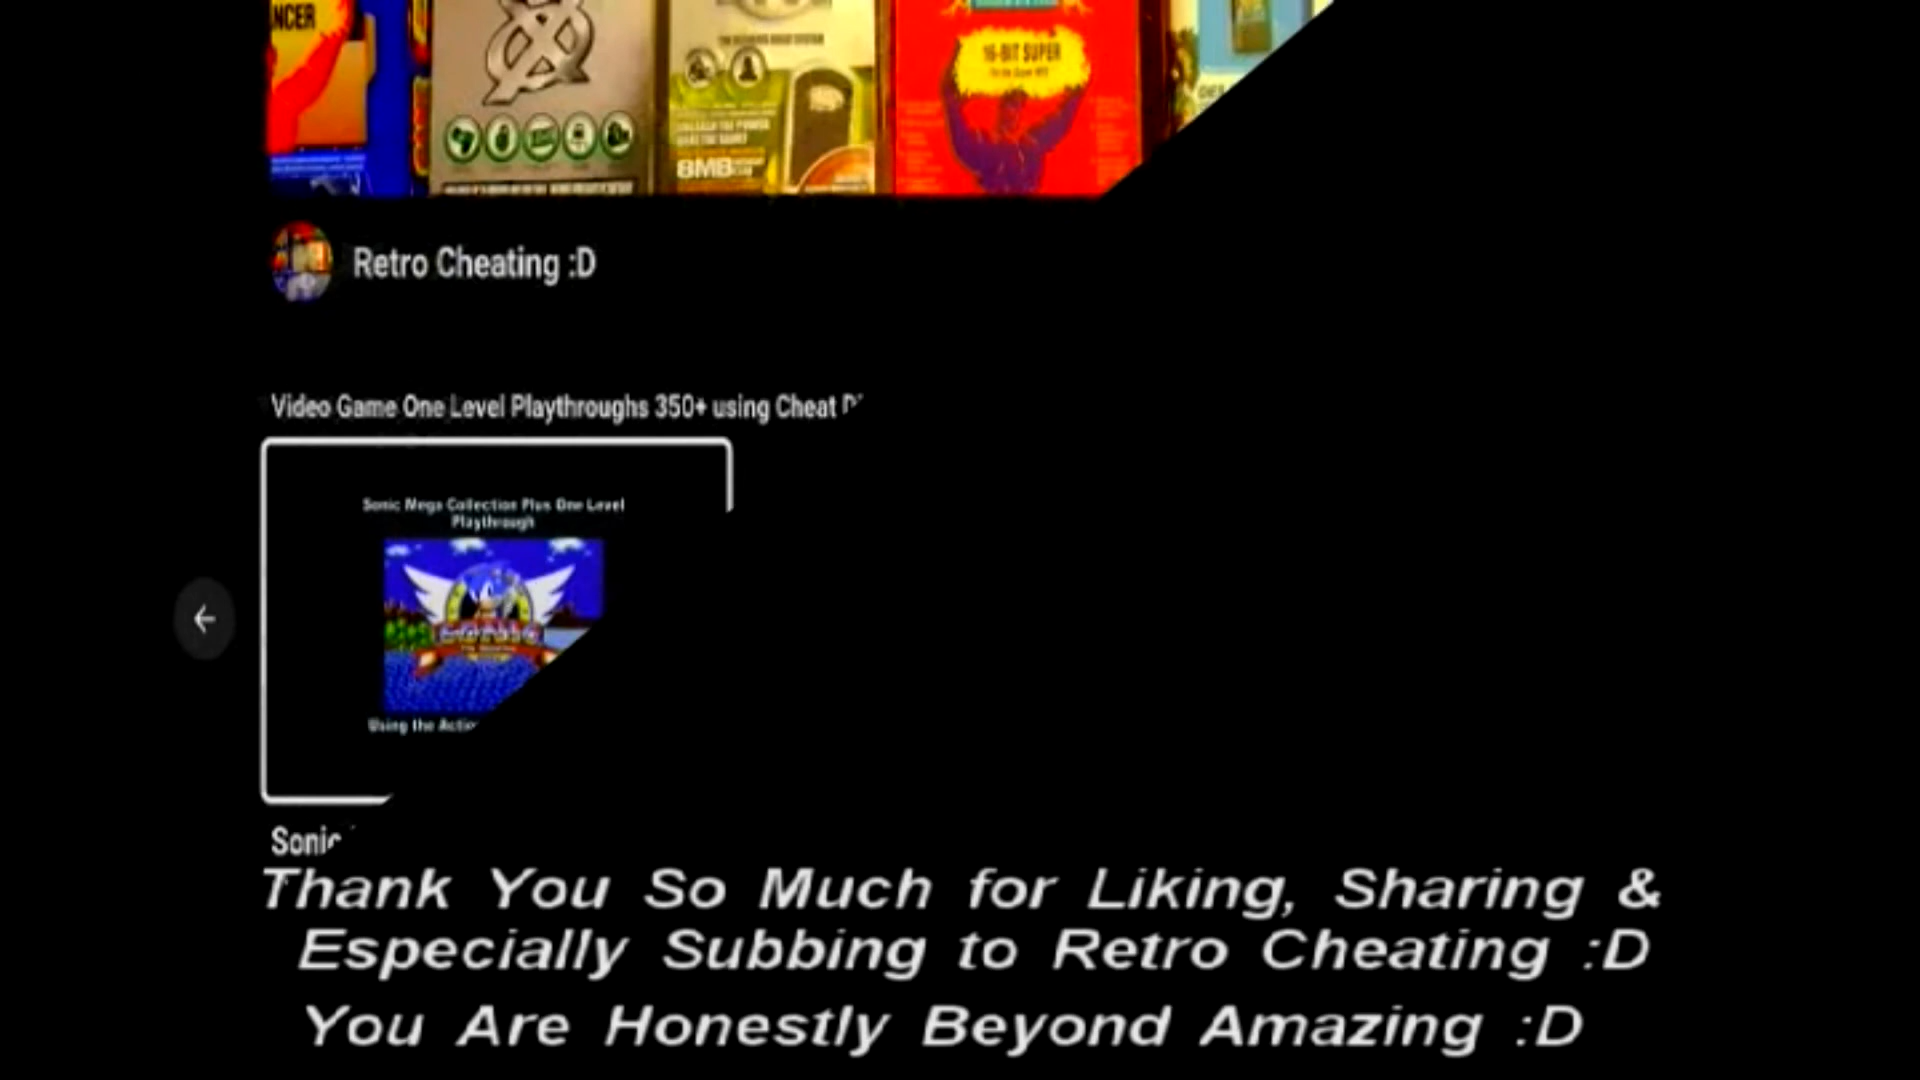 NCER
16-BIT SUPER
8MB
Retro Cheating :D
Video Game One Level Playthroughs 350+ using Cheat
Sonic Mega Collection Plus One Level
Playthrough
Using the Actio
Sonic
Thank You So Much for Liking, Sharing &
Especially Subbing to Retro Cheating :D
You Are Honestly Beyond Amazing :D